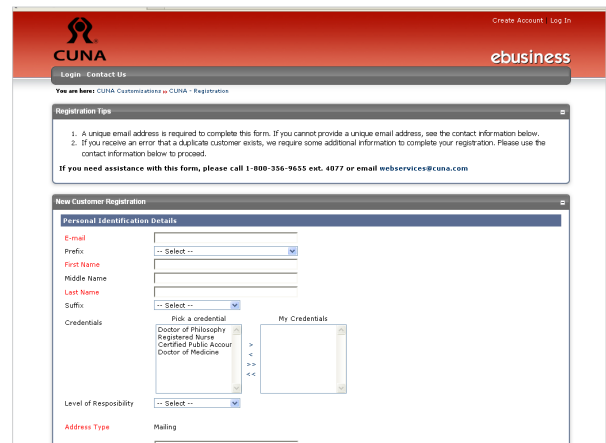 Create Account Log In
CUNA
ebusiness
Login Contact Us
You are here: CUNA Customizations » CUNA - Registration
Registration Tips
1. A unique email address is required to complete this form. If you cannot provide a unique email address, see the contact information below.
2. If you receive an error that a duplicate customer exists, we require some additional information to complete your registration. Please use the
contact information below to proceed.
If you need assistance with this form, please call 1-800-356-9655 ext. 4077 or email webservices@cuna.com
New Customer Registration
Personal Identification Details
E-mail
Prefix -- Select --
First Name
Middle Name
Last Name
Suffix -- Select --
Pick a credential My Credentials
Credentials
Doctor of Philosophy
Registered Nurse
Certified Public Accour
Doctor of Medicine
>
<
>>
<<
Level of Resposibility -- Select --
Address Type Mailing